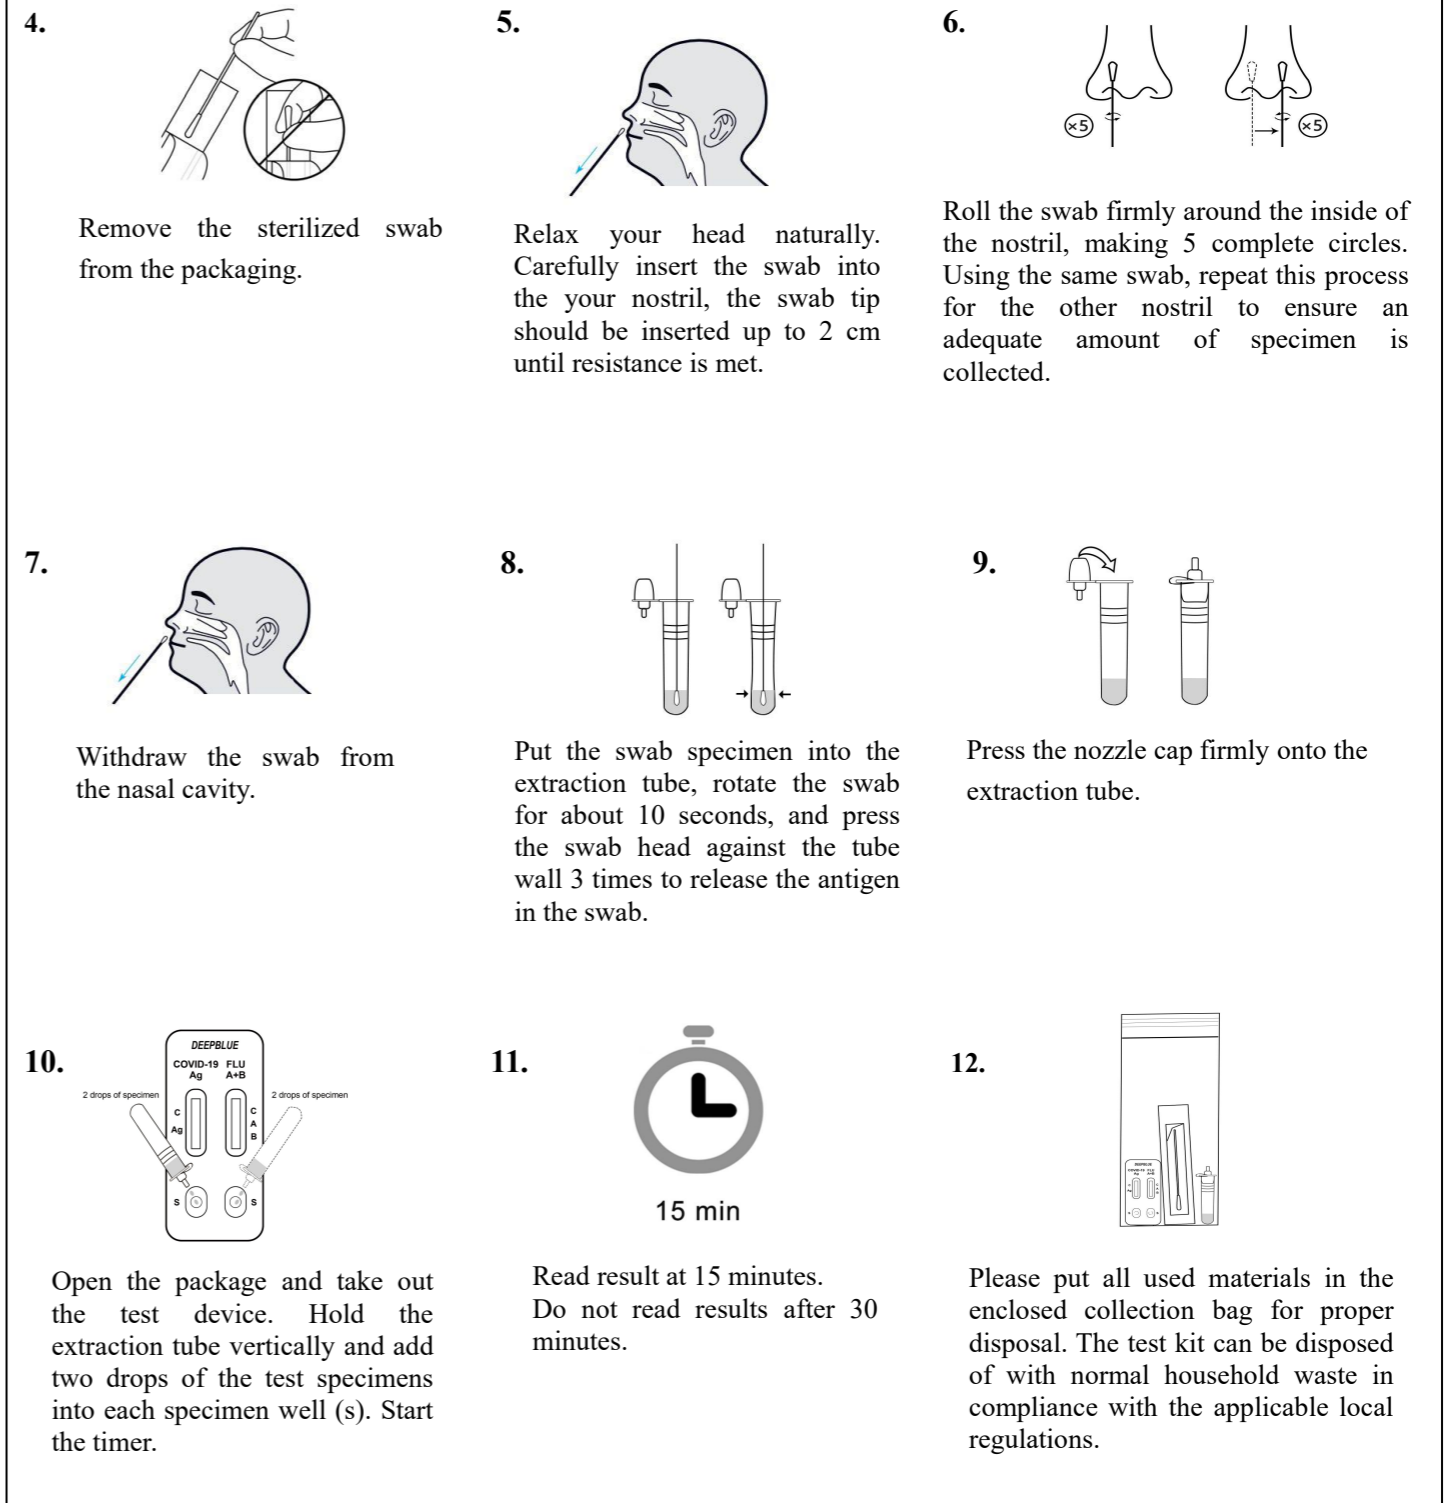 4.
Remove the sterilized swab
from the packaging.
5.
Relax your head naturally.
Carefully insert the swab into
the your nostril, the swab tip
should be inserted up to 2 cm
until resistance is met.
6.
×5
×5
Roll the swab firmly around the inside of
the nostril, making 5 complete circles.
Using the same swab, repeat this process
for the other nostril to ensure an
adequate amount of specimen is
collected.
7.
Withdraw the swab from
the nasal cavity.
8.
Put the swab specimen into the
extraction tube, rotate the swab
for about 10 seconds, and press
the swab head against the tube
wall 3 times to release the antigen
in the swab.
9.
Press the nozzle cap firmly onto the
extraction tube.
10.
DEEPBLUE
COVID-19 FLU
Ag A+B
2 drops of specimen
2 drops of specimen
C
Ag
C
A
B
S
S
Open the package and take out
the test device. Hold the
extraction tube vertically and add
two drops of the test specimens
into each specimen well (s). Start
the timer.
11.
15 min
Read result at 15 minutes.
Do not read results after 30
minutes.
12.
DEEPBLUE
COVID-19 FLU
Ag A+B
Please put all used materials in the
enclosed collection bag for proper
disposal. The test kit can be disposed
of with normal household waste in
compliance with the applicable local
regulations.